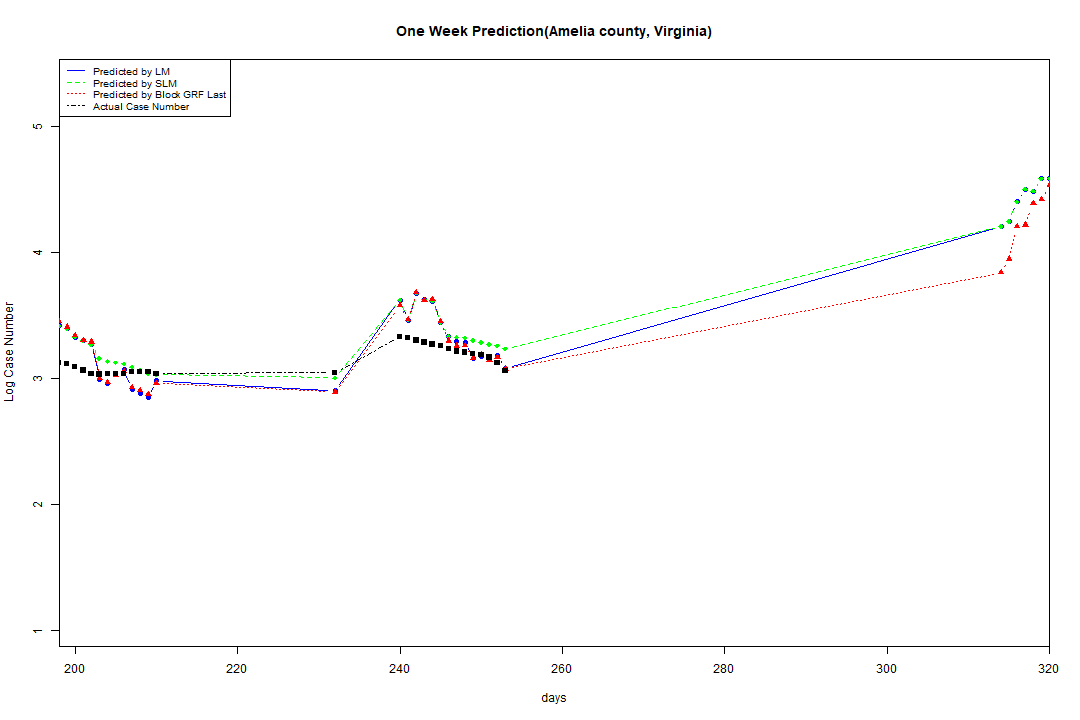 One Week Prediction(Amelia county, Virginia)
Predicted by LM
Predicted by SLM
Predicted by Block GRF Last
Actual Case Number
5
4
3
2
1
Log Case Number
200 220 240 260 280 300 320
days